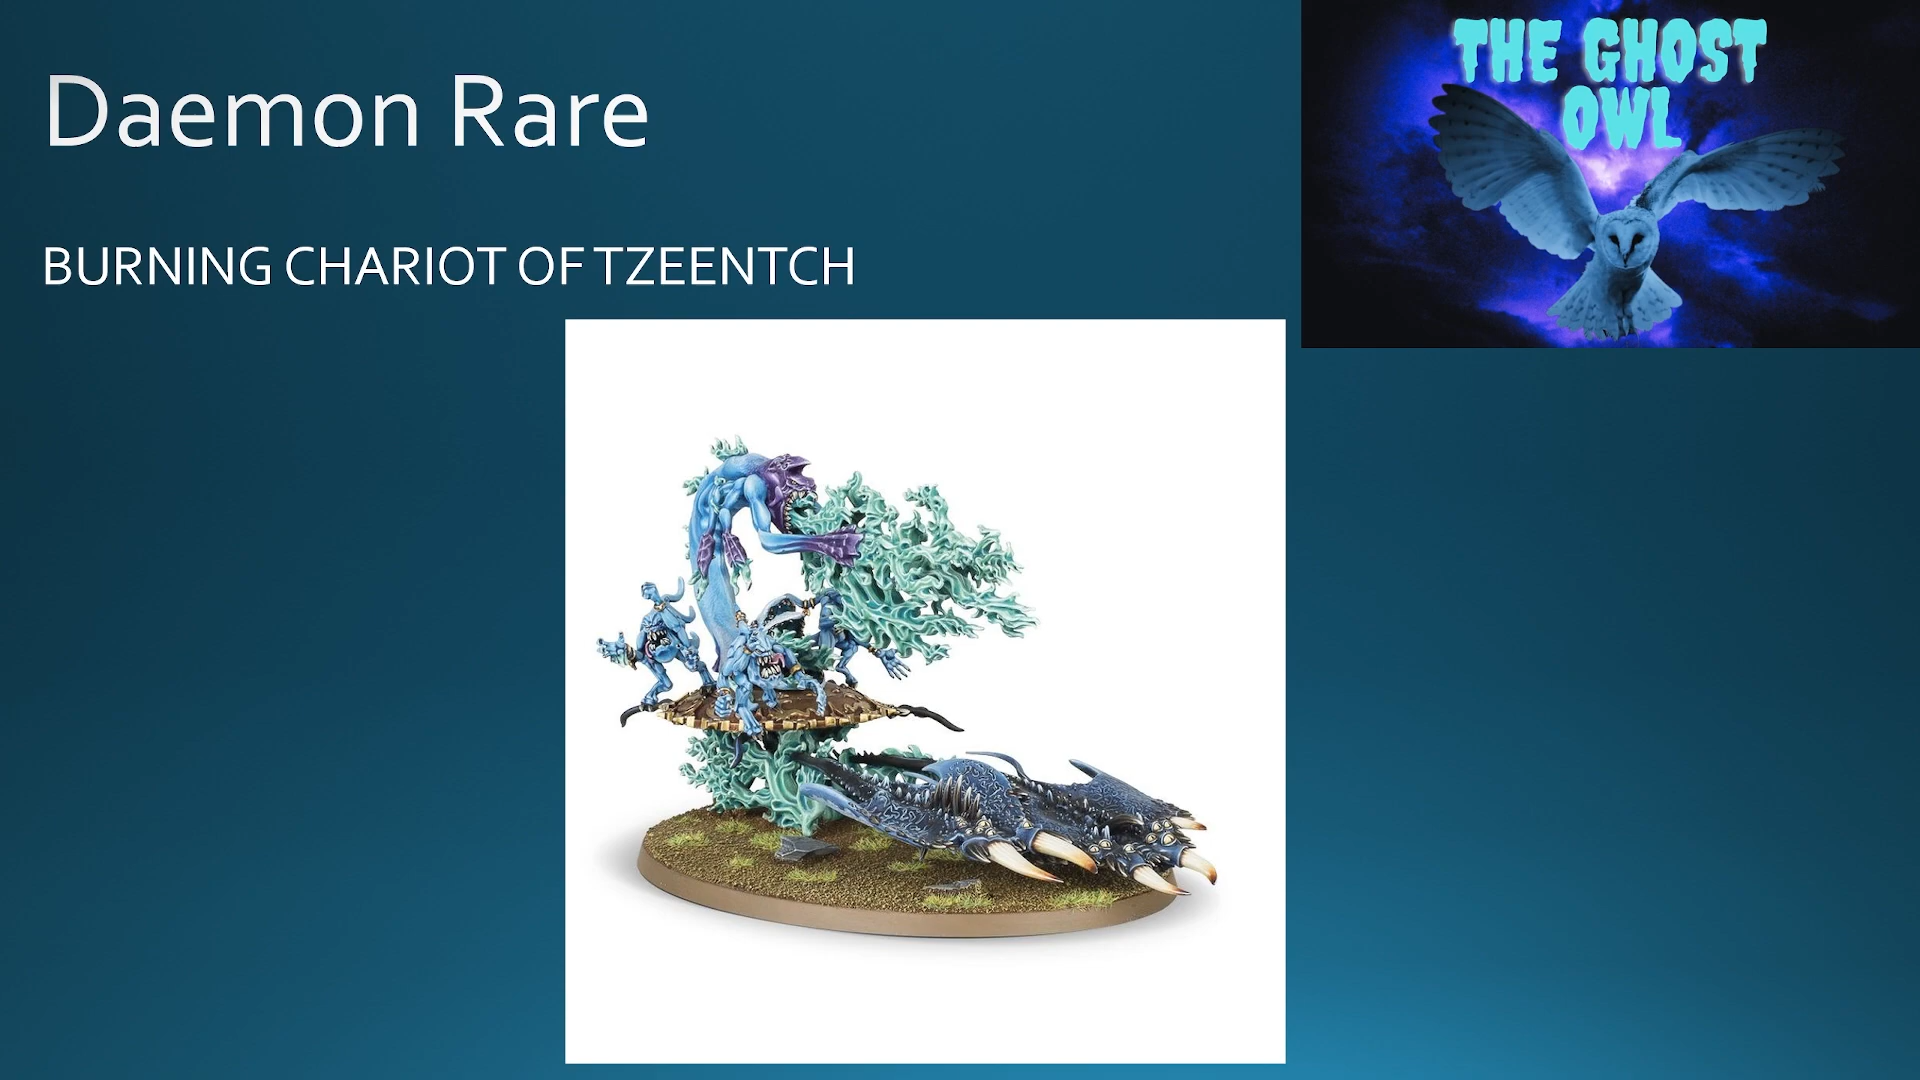 Daemon Rare
BURNING CHARIOT OF TZEENTCH
THE GHOST
OWL